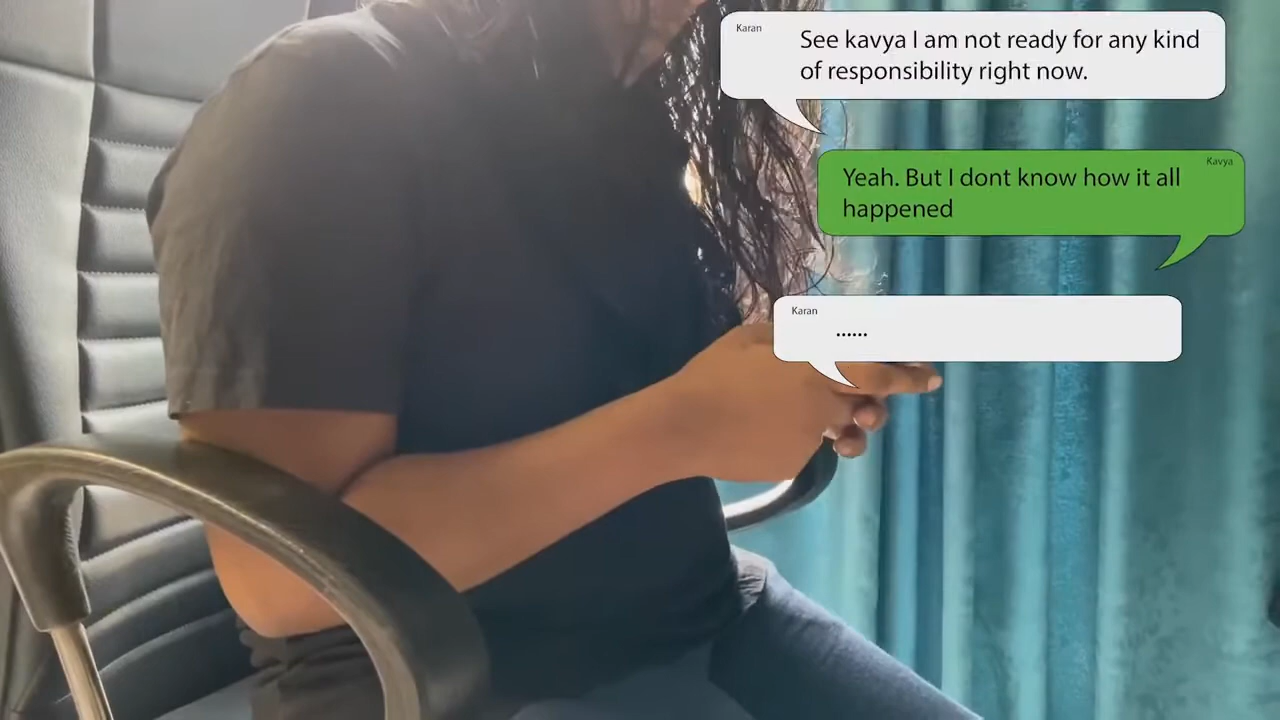 Karan
See kavya I am not ready for any kind
of responsibility right now.
Kavya
Yeah. But I dont know how it all
happened
Karan
......